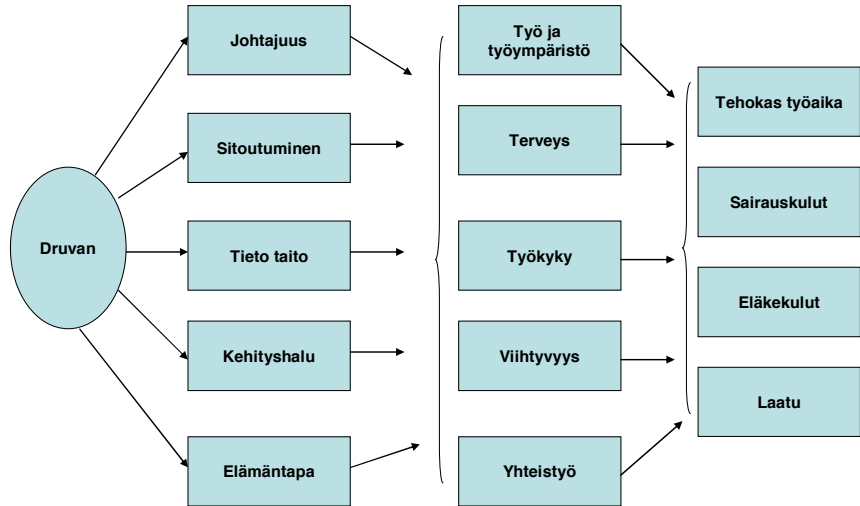 Druvan
Johtajuus
Sitoutuminen
Tieto taito
Kehityshalu
Elämäntapa
Työ ja
työympäristö
Terveys
Työkyky
Viihtyvyys
Yhteistyö
Tehokas työaika
Sairauskulut
Eläkekulut
Laatu